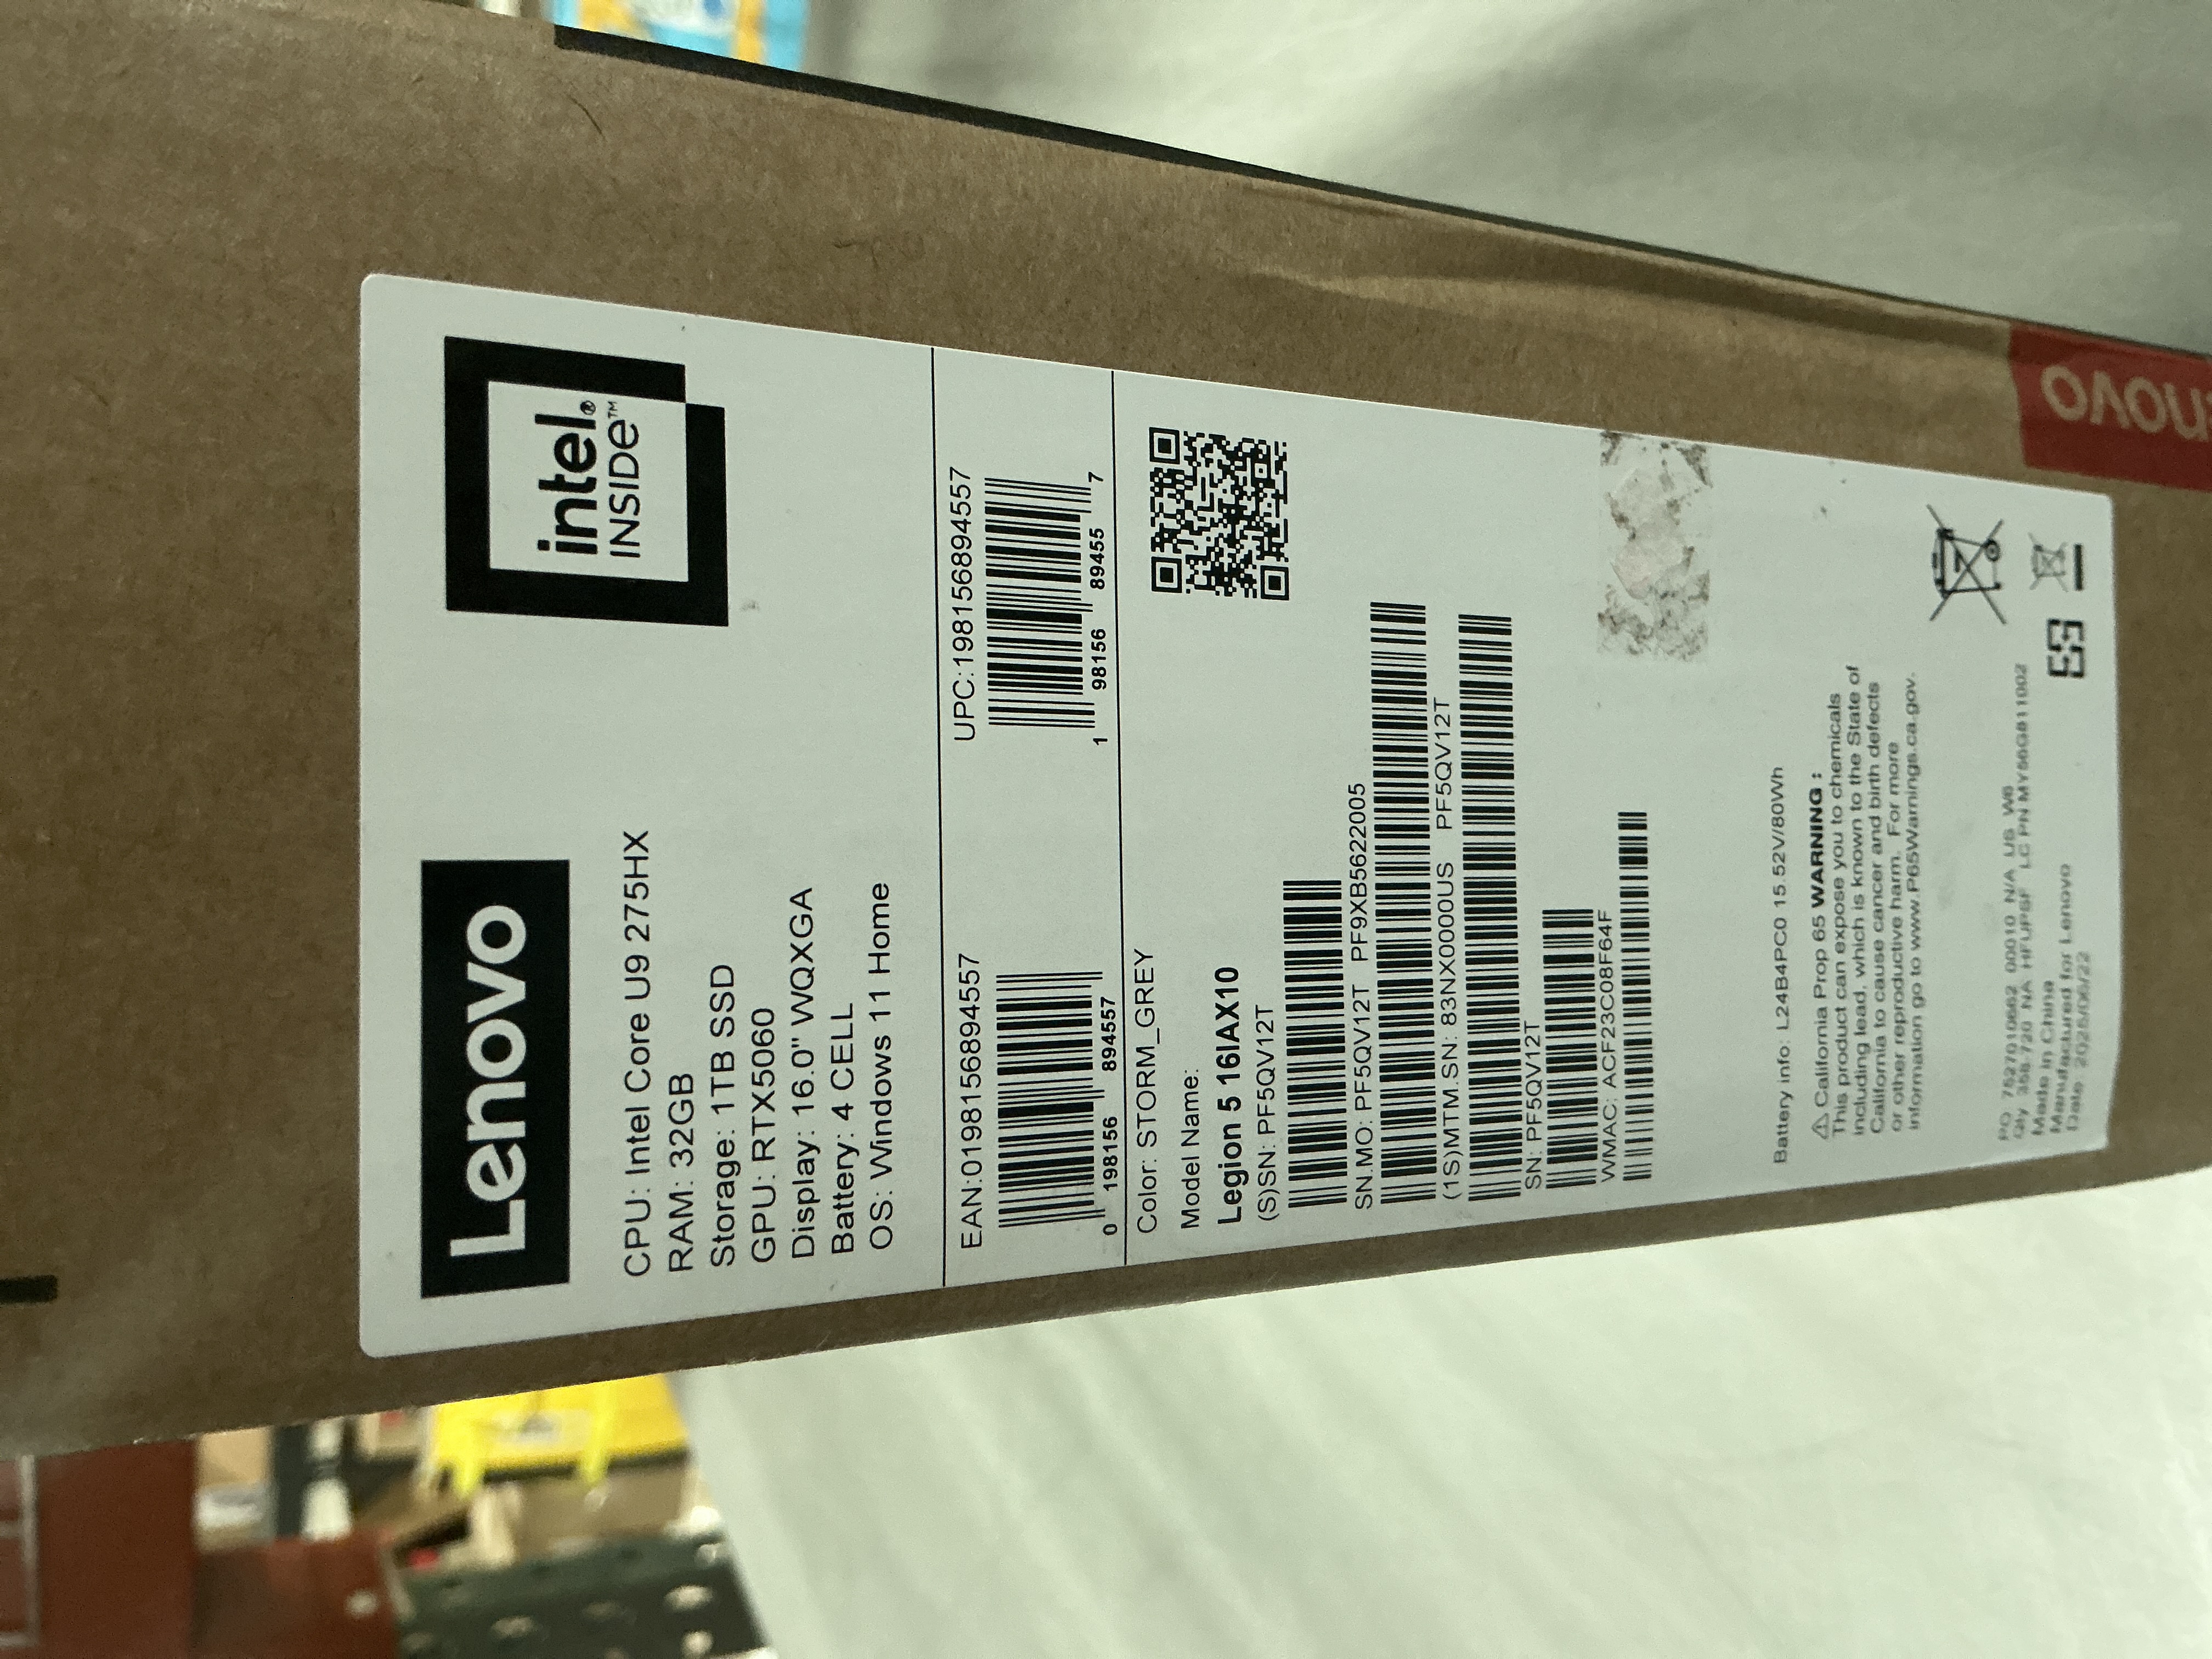 Lenovo
intel®
INSIDE™
CPU: Intel Core U9 275HX
RAM: 32GB
Storage: 1TB SSD
GPU: RTX5060
Display: 16.0" WQXGA
Battery: 4 CELL
OS: Windows 11 Home
EAN:0198156894557
0 198156 894557
UPC:198156894557
1 98156 89455 7
Color: STORM_GREY
Model Name:
Legion 5 16IAX10
(S)SN: PF5QV12T
SN.MO: PF5QV12T PF9XB5622005
(1S)MTM.SN: 83NX0000US PF5QV12T
SN: PF5QV12T
WMAC: ACF23C08F64F
Battery info: L24B4PC0 15.52V/80Wh
⚠ California Prop 65 WARNING :
This product can expose you to chemicals
including lead, which is known to the State of
California to cause cancer and birth defects
or other reproductive harm. For more
information go to www.P65Warnings.ca.gov.
PO 00010 N/A US W6
Made in China
Manufactured for Lenovo
Date: 2025/06/22
Lenovo